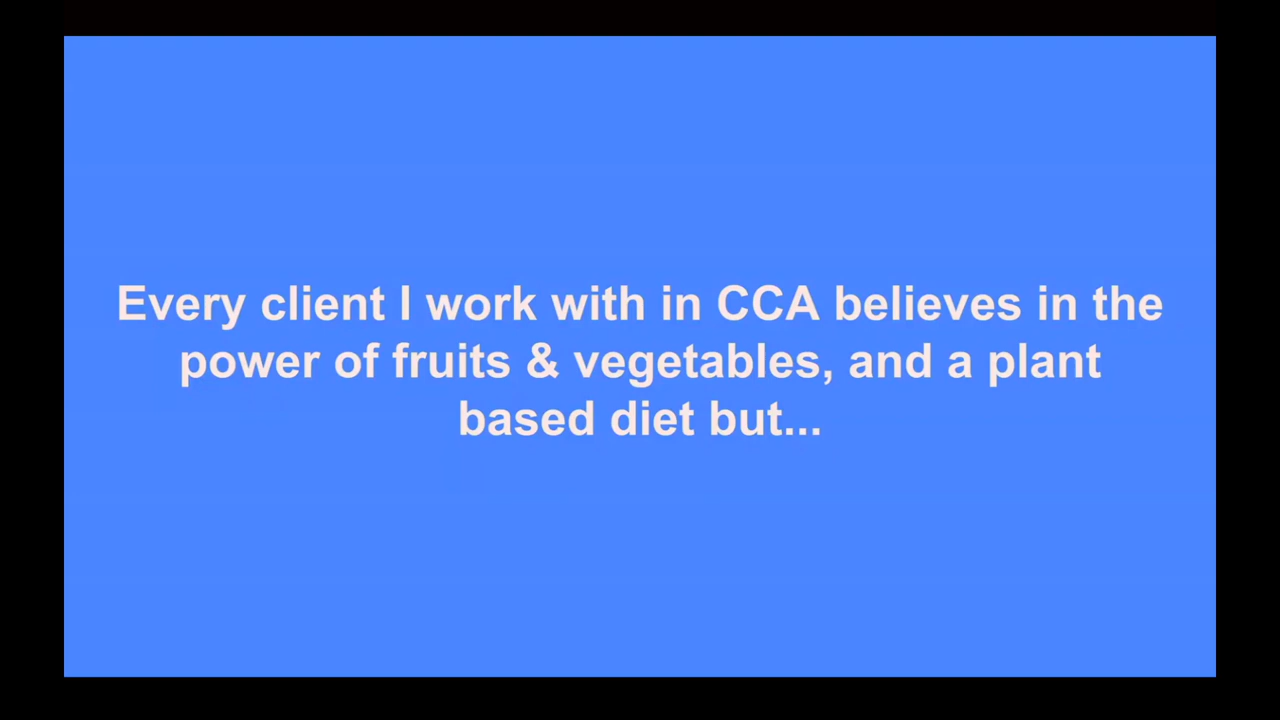 Every client I work with in CCA believes in the
power of fruits & vegetables, and a plant
based diet but...